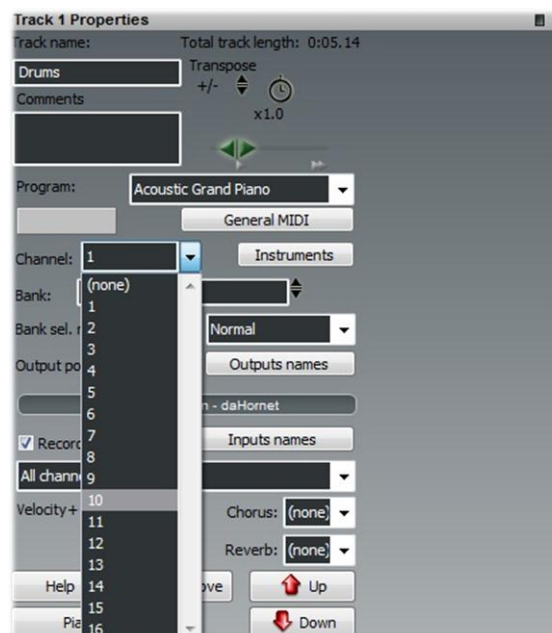 Track 1 Properties
Track name: Total track length: 0:05.14
Drums
Transpose
+/-
Comments
x1.0
Program: Acoustic Grand Piano
General MIDI
Channel: 1 Instruments
(none)
Bank:
1
Bank sel. 2 Normal
3
Output po 4 Outputs names
5
6
n - daHornet
7
Record Inputs names
8
All chann 9
10
Velocity+ Chorus: (none)
11
12
Reverb: (none)
13
Help 14 ove Up
15
Pia 16 Down